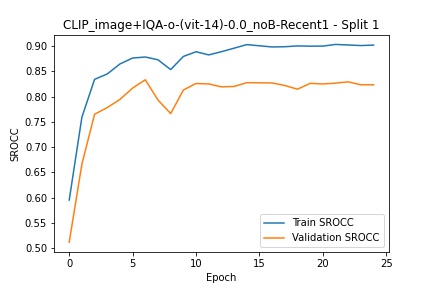 CLIP_image+IQA-o-(vit-14)-0.0_noB-Recent1 - Split 1
0.90
0.85
0.80
0.75
0.70
0.65
0.60
0.55
0.50
SROCC
Train SROCC
Validation SROCC
0 5 10 15 20 25
Epoch